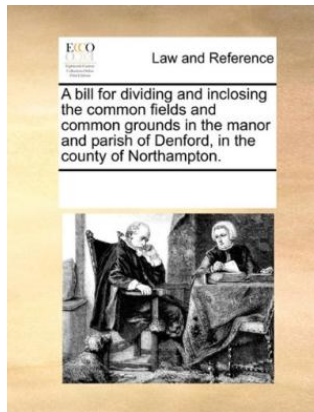 ECCO
Law and Reference
A bill for dividing and inclosing
the common fields and
common grounds in the manor
and parish of Denford, in the
county of Northampton.